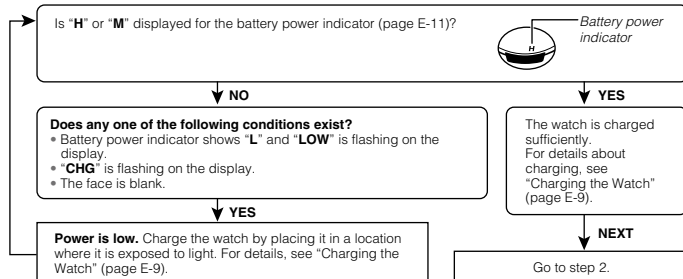 Is “H” or “M” displayed for the battery power indicator (page E-11)?
Battery power
indicator
H
NO
YES
Does any one of the following conditions exist?
• Battery power indicator shows “L” and “LOW” is flashing on the
display.
• “CHG” is flashing on the display.
• The face is blank.
The watch is charged
sufficiently.
For details about
charging, see
“Charging the Watch”
(page E-9).
YES
NEXT
Power is low. Charge the watch by placing it in a location
where it is exposed to light. For details, see “Charging the
Watch” (page E-9).
Go to step 2.